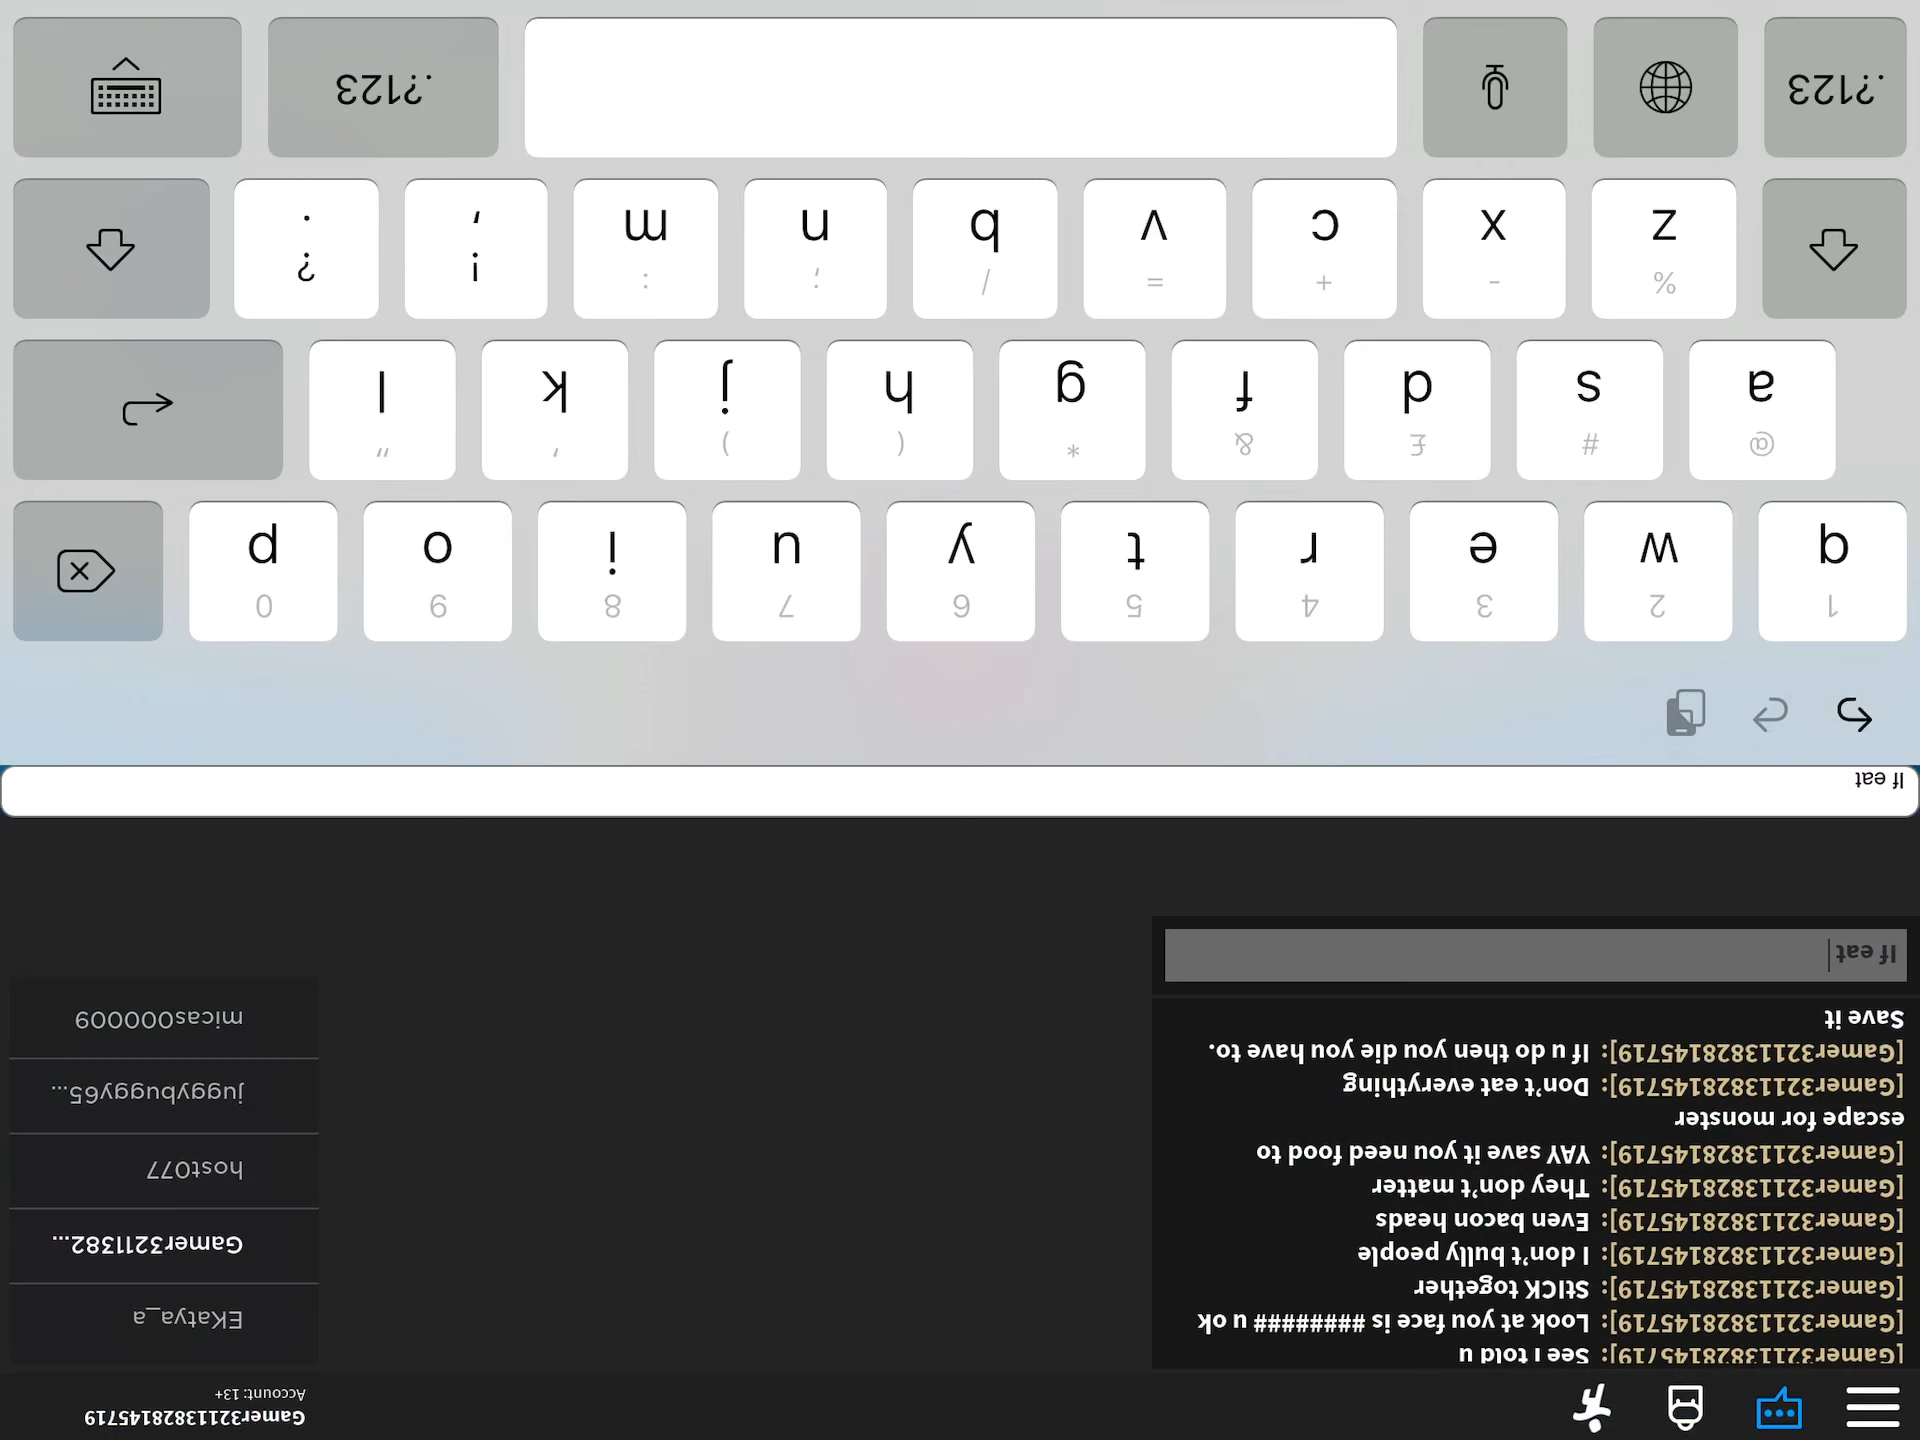 Gamer32113828145719
Account: 13+
[Gamer32113828145719]: See i told u
[Gamer32113828145719]: Look at you face is ######## u ok
[Gamer32113828145719]: StICK together
[Gamer32113828145719]: I don't bully people
[Gamer32113828145719]: Even bacon heads
[Gamer32113828145719]: They don't matter
[Gamer32113828145719]: YAY save it you need food to
escape for monster
[Gamer32113828145719]: Don't eat everything
[Gamer32113828145719]: If u do then you die you have to.
Save it
If eat
EKatya_a
Gamer3211382...
host077
juggybuggy65...
micas000009
If eat
1 2 3 4 5 6 7 8 9 0
q w e r t y u i o p
@ # £ & * ( ) ' "
a s d f g h j k l
% - + = / ; : ! ?
z x c v b n m , .
.?123 .?123